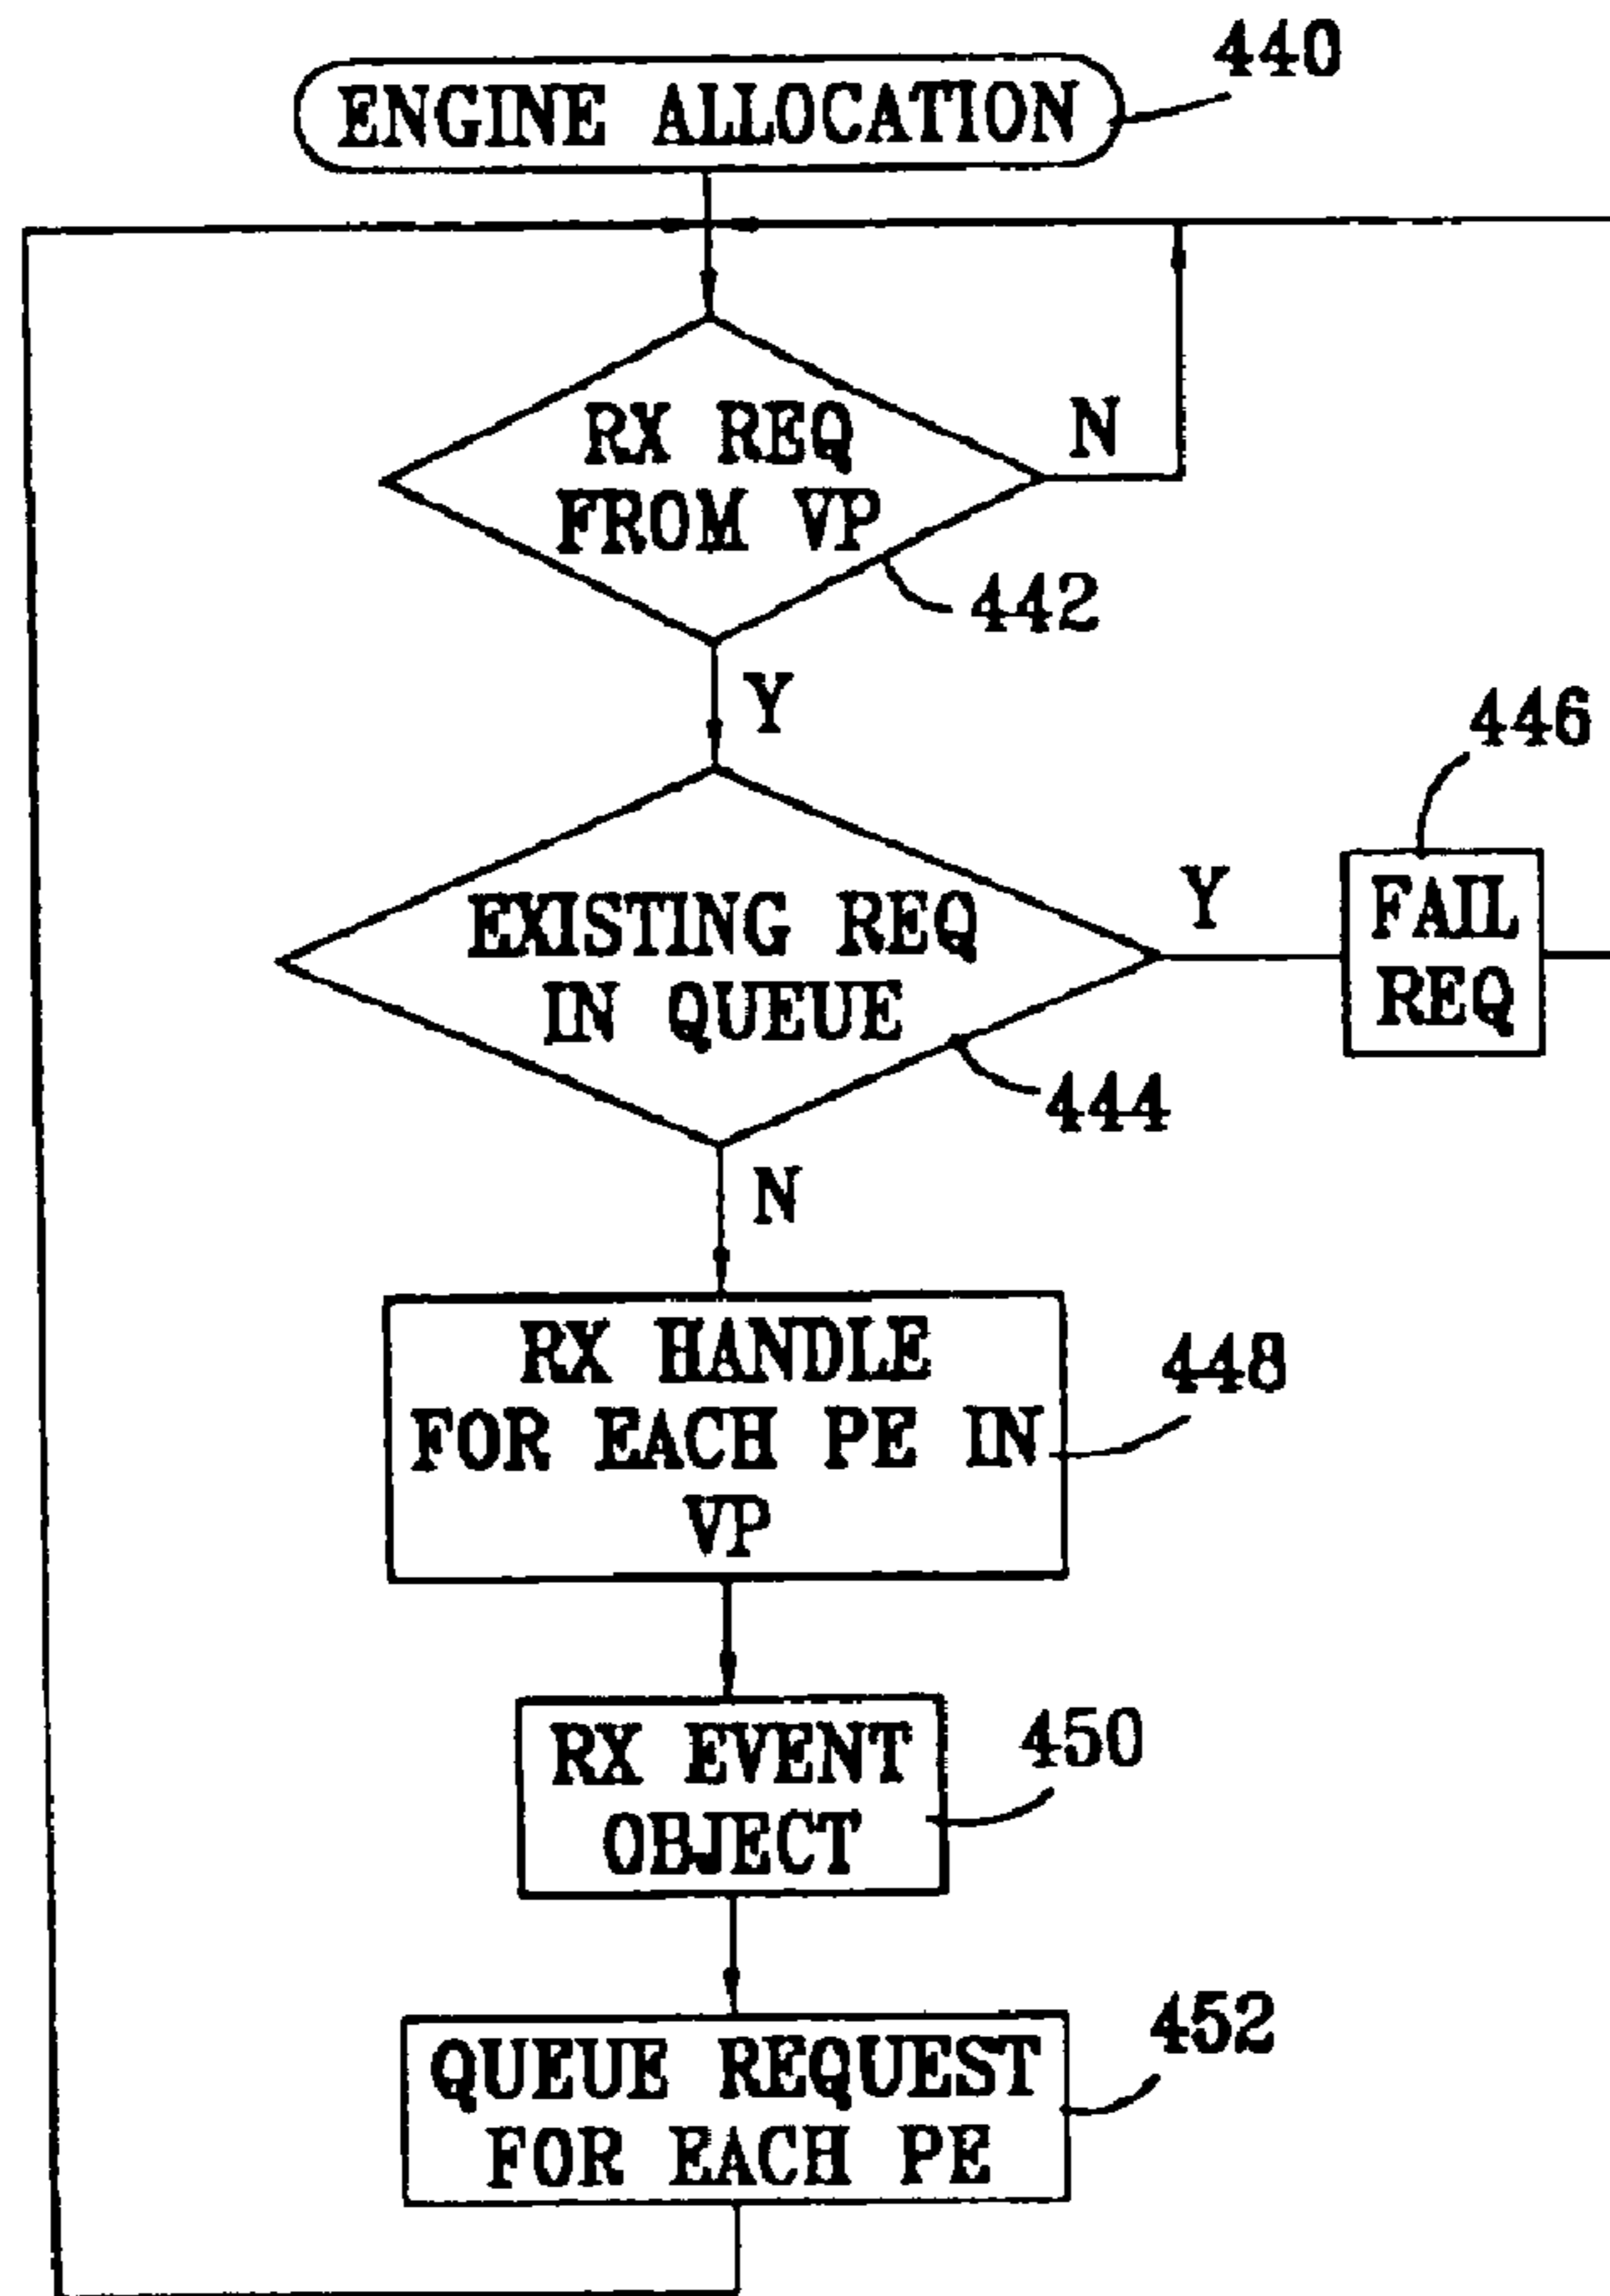 440
ENGINE ALLOCATION
RX REQ
FROM VP
N
442
Y
446
EXISTING REQ
IN QUEUE
Y
FAIL
REQ
444
N
RX HANDLE
FOR EACH PE IN
VP
448
RX EVENT
OBJECT
450
QUEUE REQUEST
FOR EACH PE
452